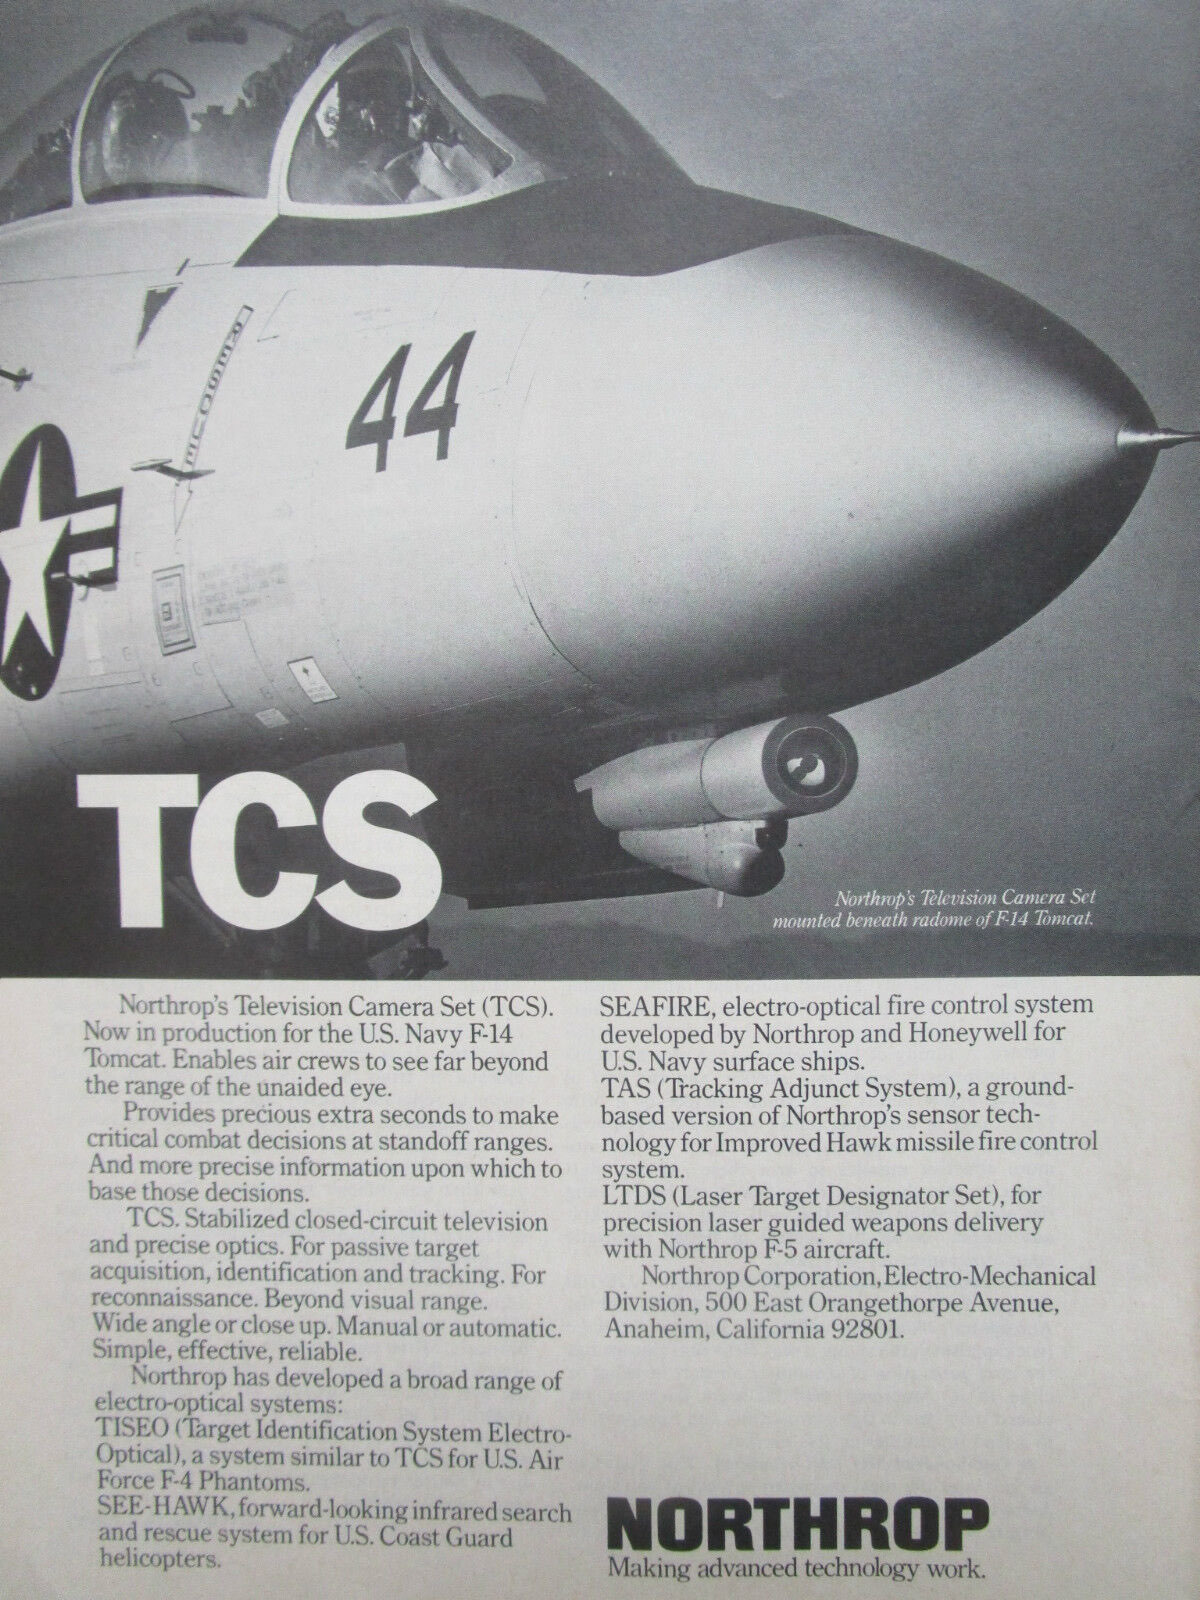 RESCUE
44
TCS
Northrop's Television Camera Set
mounted beneath radome of F-14 Tomcat.
Northrop's Television Camera Set (TCS).
Now in production for the U.S. Navy F-14
Tomcat. Enables air crews to see far beyond
the range of the unaided eye.
Provides precious extra seconds to make
critical combat decisions at standoff ranges.
And more precise information upon which to
base those decisions.
TCS. Stabilized closed-circuit television
and precise optics. For passive target
acquisition, identification and tracking. For
reconnaissance. Beyond visual range.
Wide angle or close up. Manual or automatic.
Simple, effective, reliable.
Northrop has developed a broad range of
electro-optical systems:
TISEO (Target Identification System Electro-
Optical), a system similar to TCS for U.S. Air
Force F-4 Phantoms.
SEE-HAWK, forward-looking infrared search
and rescue system for U.S. Coast Guard
helicopters.
SEAFIRE, electro-optical fire control system
developed by Northrop and Honeywell for
U.S. Navy surface ships.
TAS (Tracking Adjunct System), a ground-
based version of Northrop's sensor tech-
nology for Improved Hawk missile fire control
system.
LTDS (Laser Target Designator Set), for
precision laser guided weapons delivery
with Northrop F-5 aircraft.
Northrop Corporation, Electro-Mechanical
Division, 500 East Orangethorpe Avenue,
Anaheim, California 92801.
NORTHROP
Making advanced technology work.